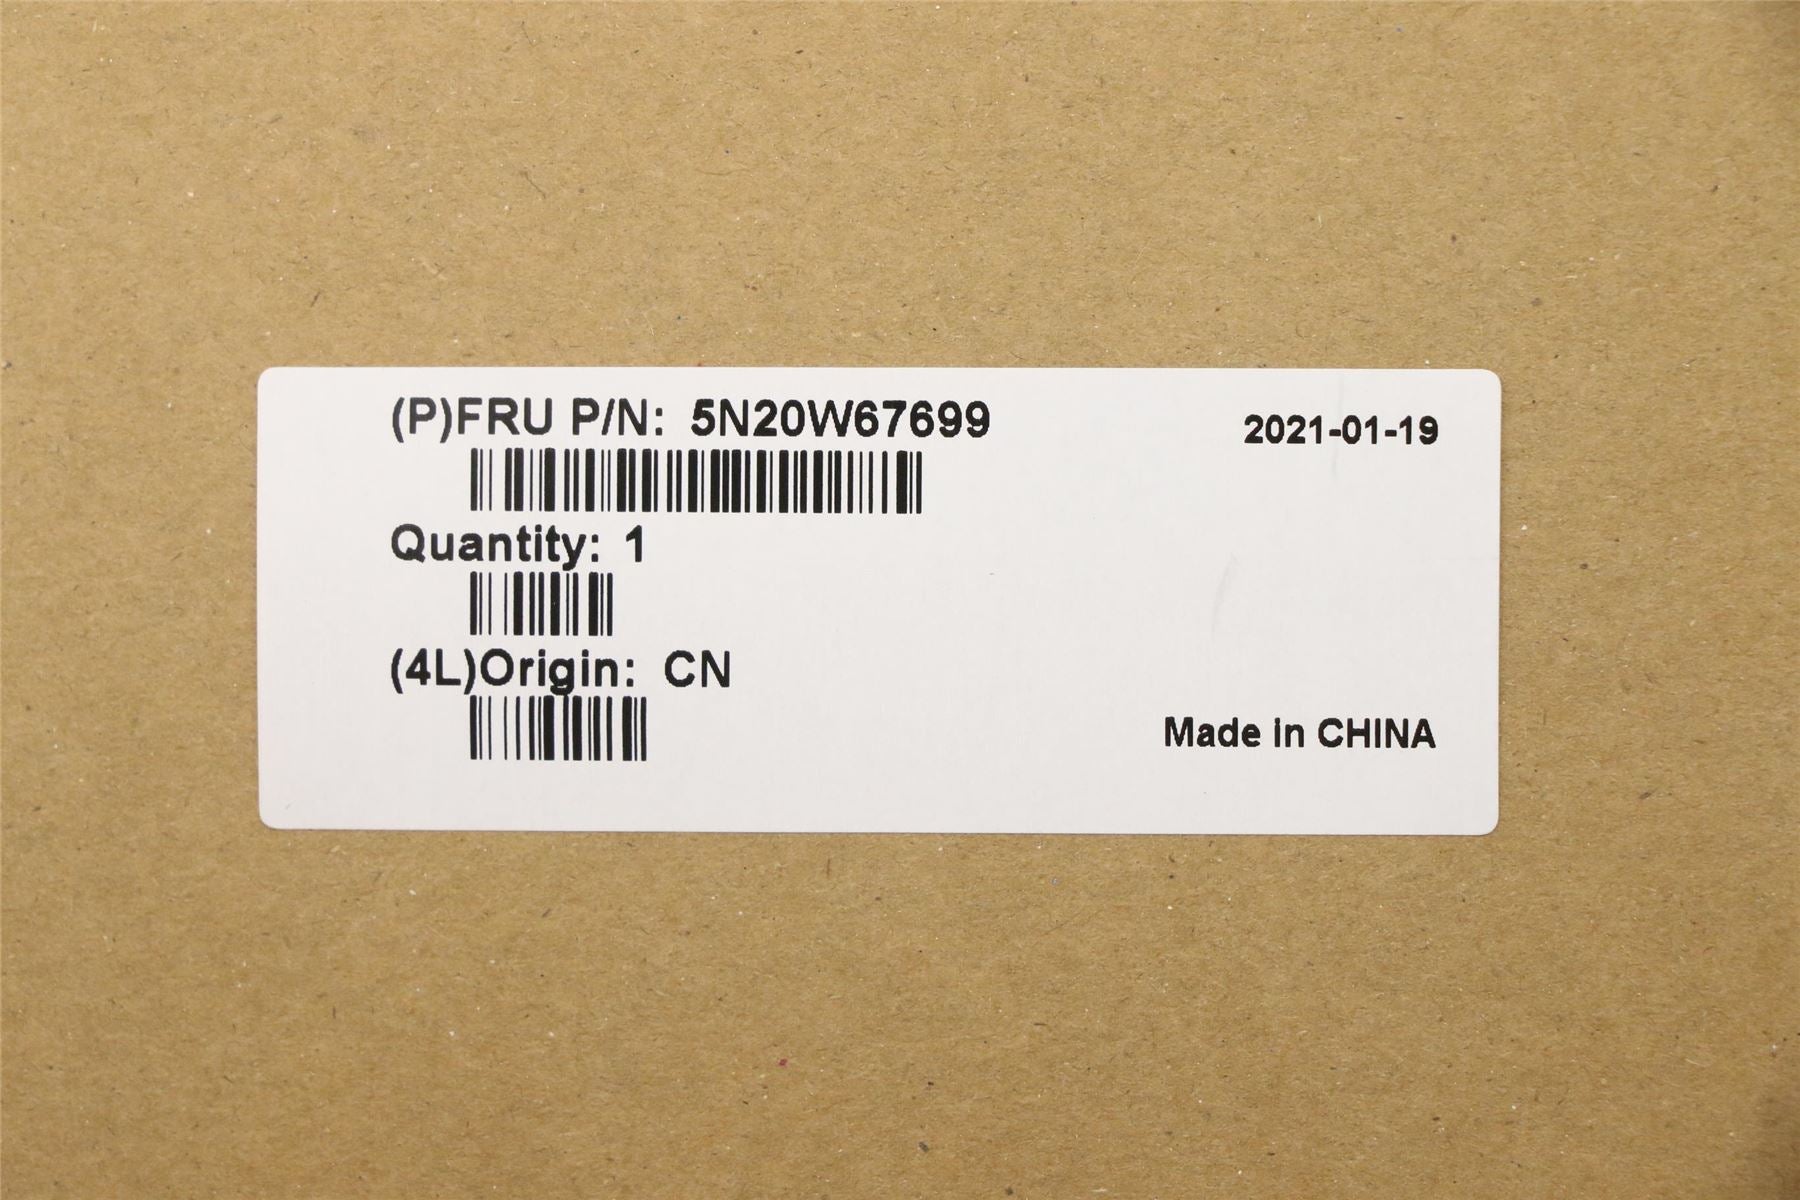 (P)FRU P/N: 5N20W67699
2021-01-19
Quantity: 1
(4L)Origin: CN
Made in CHINA